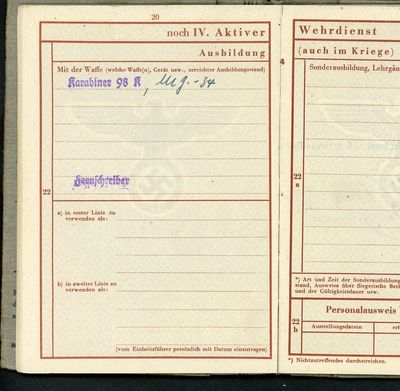 20
noch IV. Aktiver
Ausbildung
Mit der Waffe (welche Waffe(n), Gerät usw., erreichter Ausbildungsstand)
Karabiner 98 K, M.G.-34
Fernschreiber
22
a) in erster Linie zu
verwenden als:
b) in zweiter Linie zu
verwenden als:
(vom Einheitsführer persönlich mit Datum einzutragen)
Wehrdienst
(auch im Kriege)
Sonderausbildung, Lehrgän
22
a
*) Art und Zeit der Sonderausbildung
stand, Ausweise über fliegerische
und der Gültigkeitsdauer usw.
Personalausweis
22
b
Ausstellungsdatum
*) Nichtzutreffendes durchstreichen.